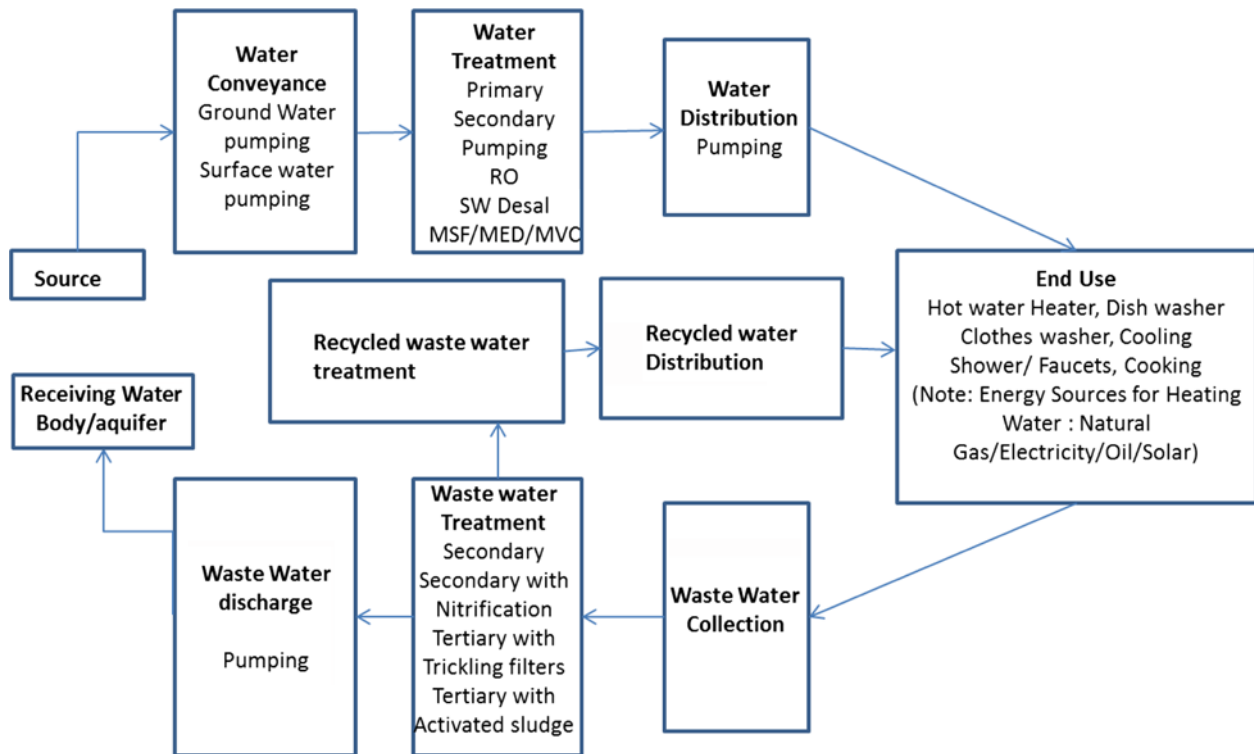 Water
Conveyance
Ground Water
pumping
Surface water
pumping
Water
Treatment
Primary
Secondary
Pumping
RO
SW Desal
MSF/MED/MVC
Water
Distribution
Pumping
Source
End Use
Hot water Heater, Dish washer
Clothes washer, Cooling
Shower/ Faucets, Cooking
(Note: Energy Sources for Heating
Water : Natural
Gas/Electricity/Oil/Solar)
Recycled waste water
treatment
Recycled water
Distribution
Receiving Water
Body/aquifer
Waste Water
discharge
Pumping
Waste water
Treatment
Secondary
Secondary with
Nitrification
Tertiary with
Trickling filters
Tertiary with
Activated sludge
Waste Water
Collection